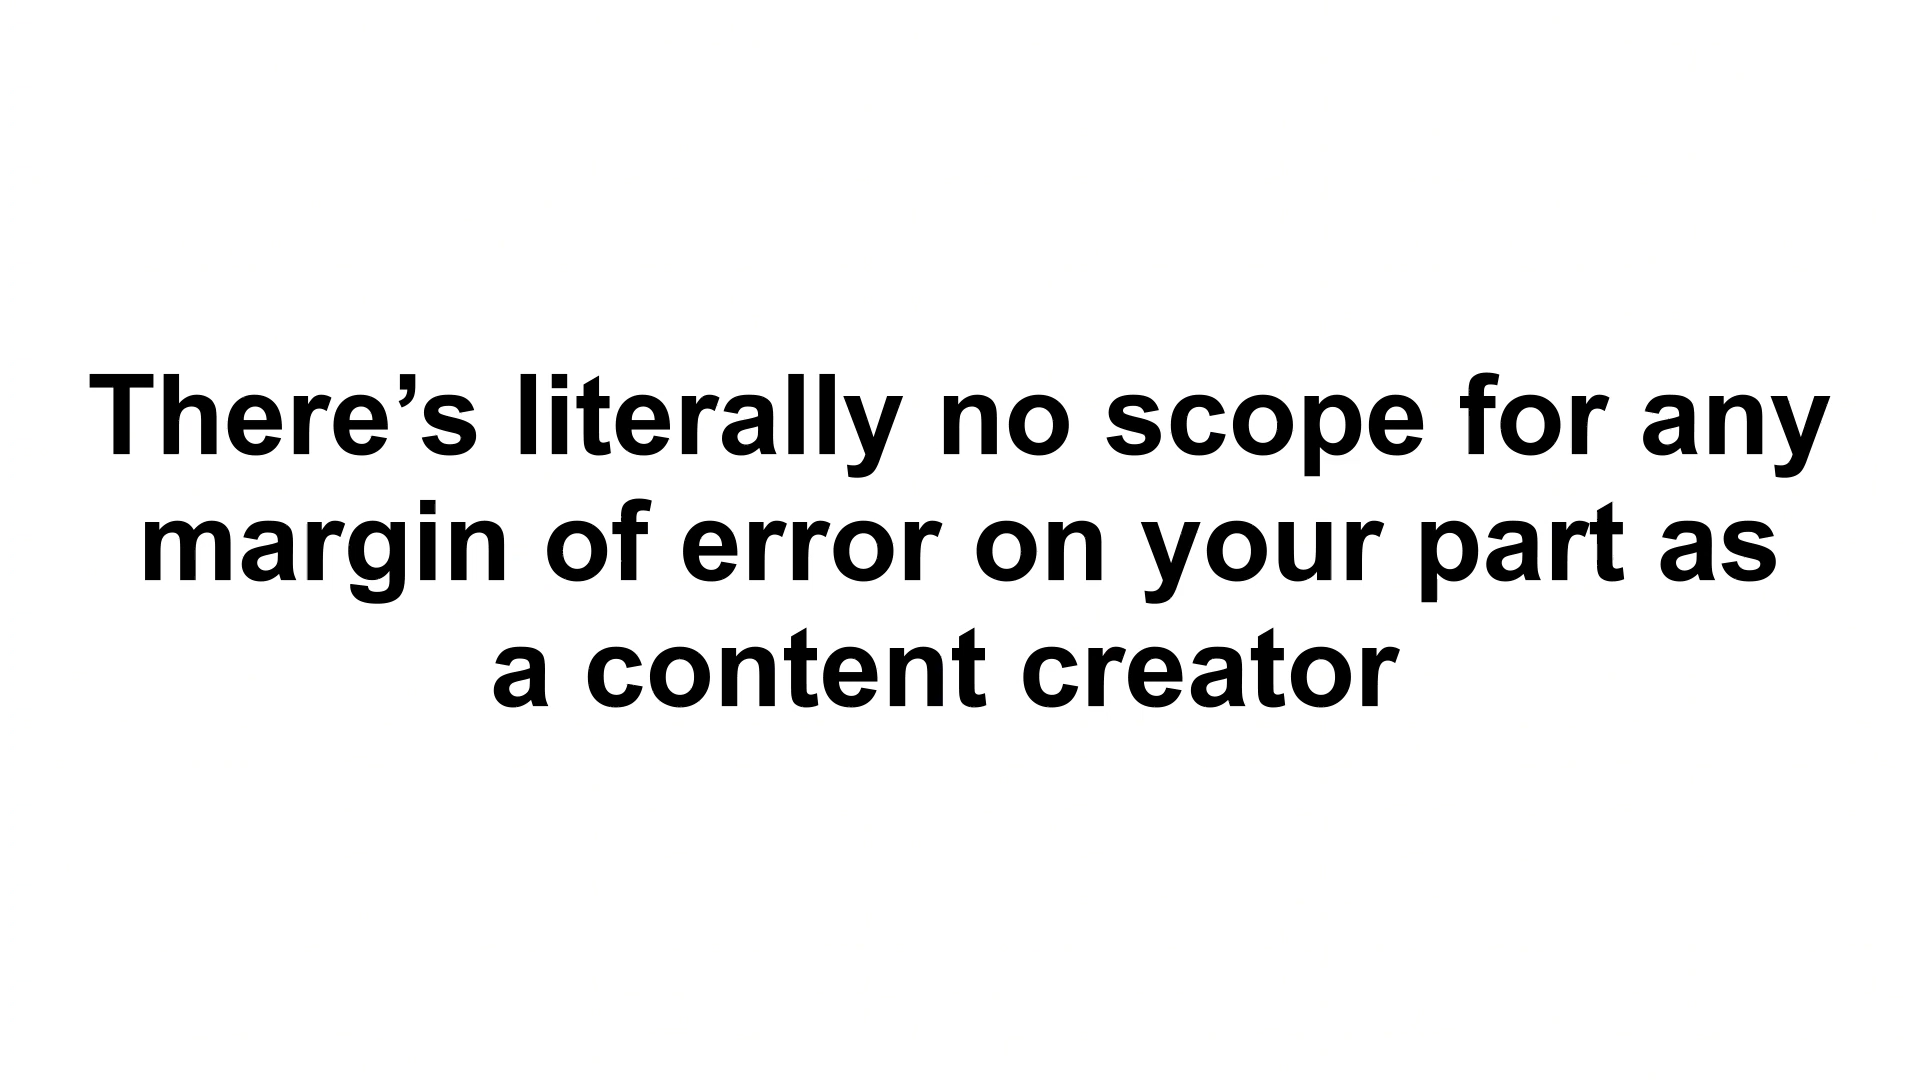 There’s literally no scope for any
margin of error on your part as
a content creator